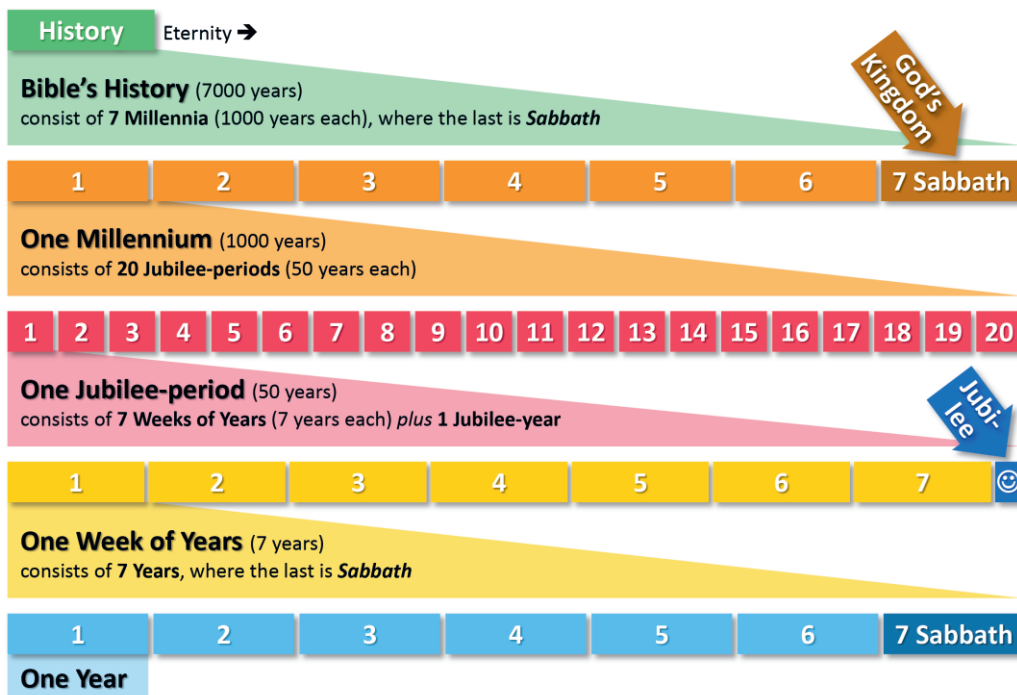 History Eternity ➔
Bible's History (7000 years)
consist of 7 Millennia (1000 years each), where the last is Sabbath
God's
Kingdom
1 2 3 4 5 6 7 Sabbath
One Millennium (1000 years)
consists of 20 Jubilee-periods (50 years each)
1 2 3 4 5 6 7 8 9 10 11 12 13 14 15 16 17 18 19 20
One Jubilee-period (50 years)
consists of 7 Weeks of Years (7 years each) plus 1 Jubilee-year
Jubi-
lee
1 2 3 4 5 6 7 ☺
One Week of Years (7 years)
consists of 7 Years, where the last is Sabbath
1 2 3 4 5 6 7 Sabbath
One Year